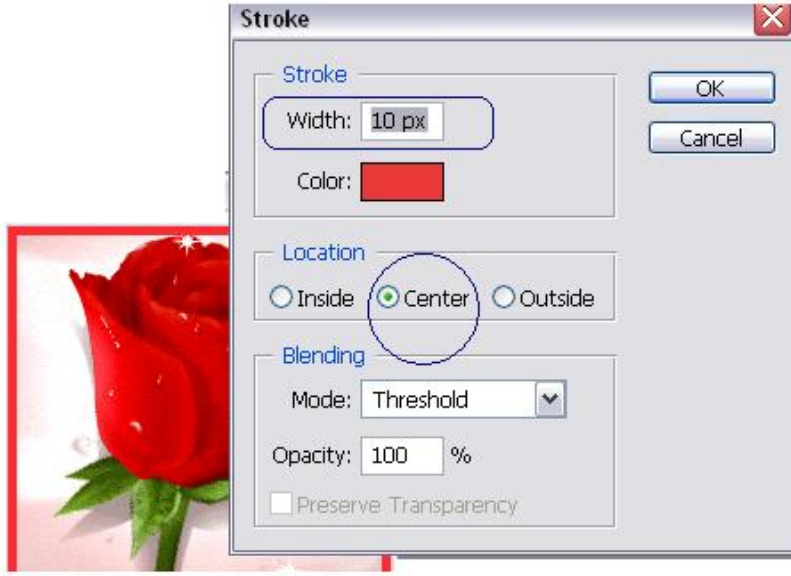 Stroke
Stroke
Width: 10 px
OK
Cancel
Color:
Location
Inside Center Outside
Blending
Mode: Threshold
Opacity: 100 %
Preserve Transparency